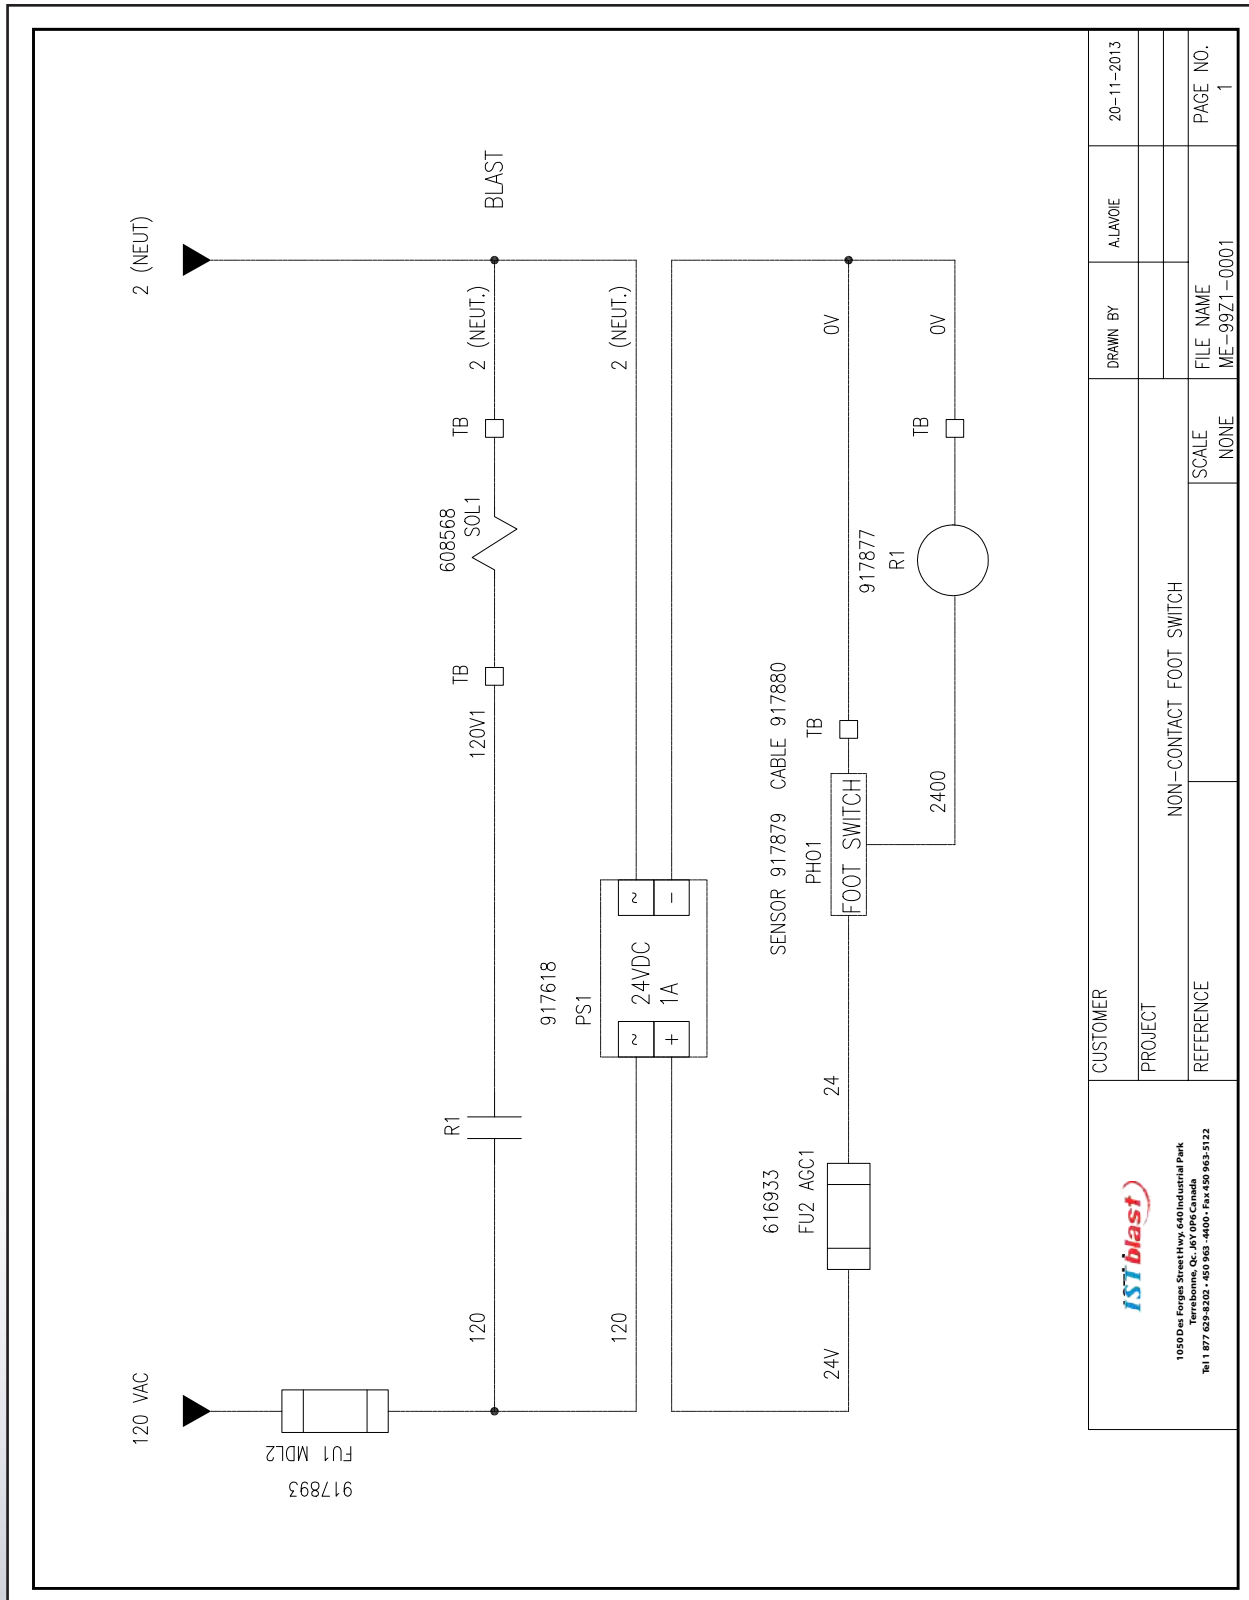 120 VAC
2 (NEUT)
917893
FU1 MDL2
120
R1
120V1
TB
608568
SOL1
TB
2 (NEUT.)
BLAST
120
917618
PS1
~
~
24VDC
1A
+
-
2 (NEUT.)
616933
FU2 AGC1
24V
24
SENSOR 917879 CABLE 917880
PH01
FOOT SWITCH
TB
0V
2400
917877
R1
TB
0V
iSTblast
1050 Des Forges Street Hwy. 640 Industrial Park
Terrebonne, Qc. J6Y 0P6 Canada
Tel 1 877 629-8202 • 450 963 -4400 • Fax 450 963-5122
CUSTOMER
DRAWN BY
A.LAVOIE
20-11-2013
PROJECT
NON-CONTACT FOOT SWITCH
REFERENCE
SCALE
NONE
FILE NAME
ME-99Z1-0001
PAGE NO.
1